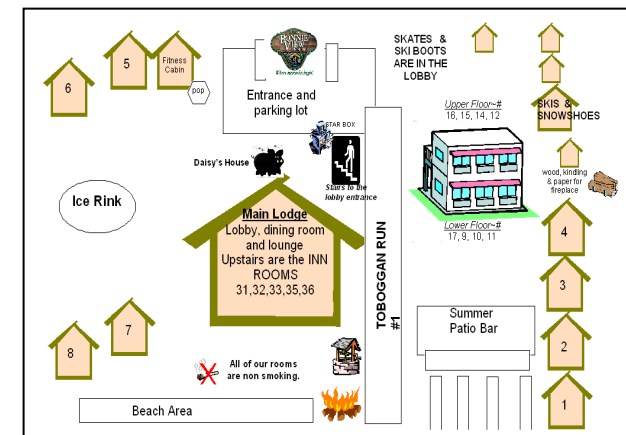 BONNIE
VIEW
SKATES &
SKI BOOTS
ARE IN THE
LOBBY
5
Fitness
Cabin
6
pop
Entrance and
parking lot
STAR BOX
Upper Floor~#
16, 15, 14, 12
SKIS &
SNOWSHOES
Daisy's House
Stairs to the
lobby entrance
wood, kinding
& paper for
fireplace
Ice Rink
Main Lodge
Lobby, dining room
and lounge
Upstairs are the INN
ROOMS
31,32,33,35,36
TOBOGGAN RUN
#1
Lower Floor~#
17, 9, 10, 11
4
3
Summer
Patio Bar
2
7
8
All of our rooms
are non smoking.
Beach Area
1